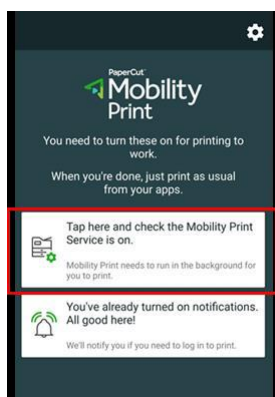 PaperCut
Mobility
Print
You need to turn these on for printing to
work.
When you're done, just print as usual
from your apps.
Tap here and check the Mobility Print
Service is on.
Mobility Print needs to run in the background for
you to print.
You've already turned on notifications.
All good here!
We'll notify you if you need to log in to print.